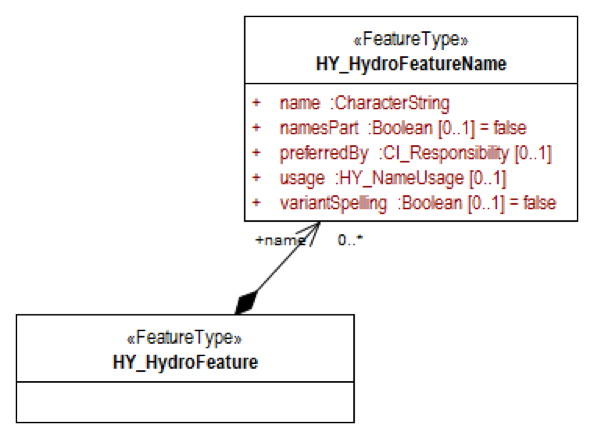 «FeatureType»
HY_HydroFeatureName
+ name :CharacterString
+ namesPart :Boolean [0..1] = false
+ preferredBy :CI_Responsibility [0..1]
+ usage :HY_NameUsage [0..1]
+ variantSpelling :Boolean [0..1] = false
+name / 0..*
«FeatureType»
HY_HydroFeature